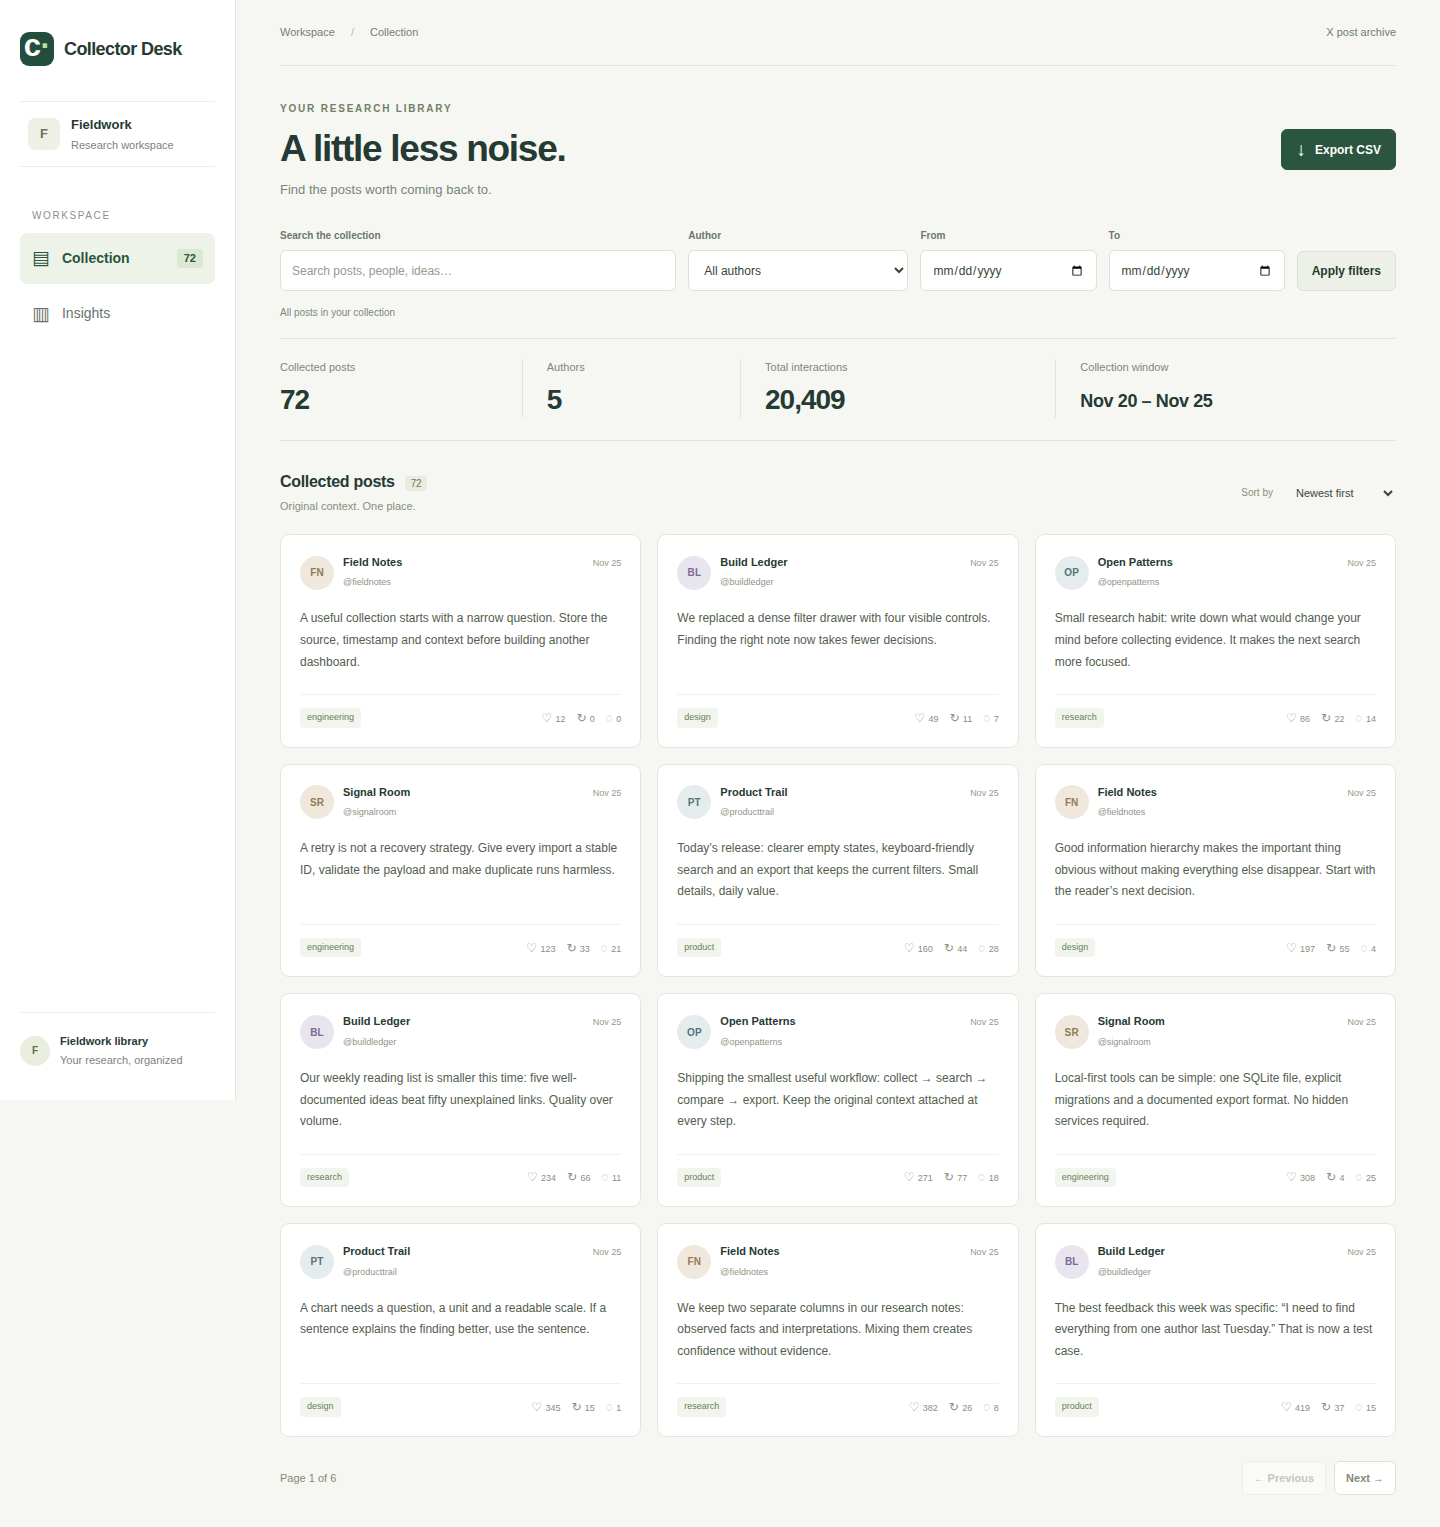 C·
Collector Desk
F
Fieldwork
Research workspace
WORKSPACE
Collection 72
Insights
F
Fieldwork library
Your research, organized
Workspace / Collection
X post archive
YOUR RESEARCH LIBRARY
A little less noise.
Find the posts worth coming back to.
↓ Export CSV
Search the collection
Author
From
To
Search posts, people, ideas…
All authors
mm/dd/yyyy
mm/dd/yyyy
Apply filters
All posts in your collection
Collected posts
72
Authors
5
Total interactions
20,409
Collection window
Nov 20 – Nov 25
Collected posts 72
Original context. One place.
Sort by Newest first
FN
Field Notes
Nov 25
@fieldnotes
A useful collection starts with a narrow question. Store the
source, timestamp and context before building another
dashboard.
engineering
♡ 12 ↻ 0 ○ 0
BL
Build Ledger
Nov 25
@buildledger
We replaced a dense filter drawer with four visible controls.
Finding the right note now takes fewer decisions.
design
♡ 49 ↻ 11 ○ 7
OP
Open Patterns
Nov 25
@openpatterns
Small research habit: write down what would change your
mind before collecting evidence. It makes the next search
more focused.
research
♡ 86 ↻ 22 ○ 14
SR
Signal Room
Nov 25
@signalroom
A retry is not a recovery strategy. Give every import a stable
ID, validate the payload and make duplicate runs harmless.
engineering
♡ 123 ↻ 33 ○ 21
PT
Product Trail
Nov 25
@producttrail
Today’s release: clearer empty states, keyboard-friendly
search and an export that keeps the current filters. Small
details, daily value.
product
♡ 160 ↻ 44 ○ 28
FN
Field Notes
Nov 25
@fieldnotes
Good information hierarchy makes the important thing
obvious without making everything else disappear. Start with
the reader’s next decision.
design
♡ 197 ↻ 55 ○ 4
BL
Build Ledger
Nov 25
@buildledger
Our weekly reading list is smaller this time: five well-
documented ideas beat fifty unexplained links. Quality over
volume.
research
♡ 234 ↻ 66 ○ 11
OP
Open Patterns
Nov 25
@openpatterns
Shipping the smallest useful workflow: collect → search →
compare → export. Keep the original context attached at
every step.
product
♡ 271 ↻ 77 ○ 18
SR
Signal Room
Nov 25
@signalroom
Local-first tools can be simple: one SQLite file, explicit
migrations and a documented export format. No hidden
services required.
engineering
♡ 308 ↻ 4 ○ 25
PT
Product Trail
Nov 25
@producttrail
A chart needs a question, a unit and a readable scale. If a
sentence explains the finding better, use the sentence.
design
♡ 345 ↻ 15 ○ 1
FN
Field Notes
Nov 25
@fieldnotes
We keep two separate columns in our research notes:
observed facts and interpretations. Mixing them creates
confidence without evidence.
research
♡ 382 ↻ 26 ○ 8
BL
Build Ledger
Nov 25
@buildledger
The best feedback this week was specific: “I need to find
everything from one author last Tuesday.” That is now a test
case.
product
♡ 419 ↻ 37 ○ 15
Page 1 of 6
← Previous
Next →